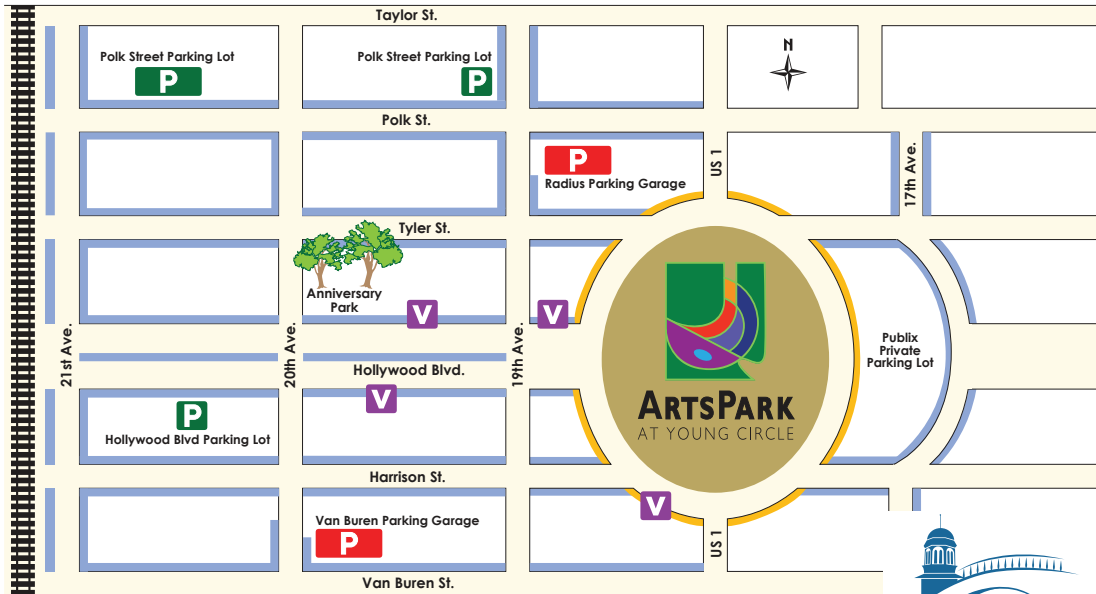 Taylor St.
Polk Street Parking Lot
P
Polk Street Parking Lot
P
N
Polk St.
P
Radius Parking Garage
US 1
17th Ave.
Tyler St.
Anniversary
Park
V
V
21st Ave.
20th Ave.
19th Ave.
Hollywood Blvd.
V
P
Hollywood Blvd Parking Lot
ARTSPARK
AT YOUNG CIRCLE
Publix
Private
Parking Lot
Harrison St.
V
Van Buren Parking Garage
P
US 1
Van Buren St.